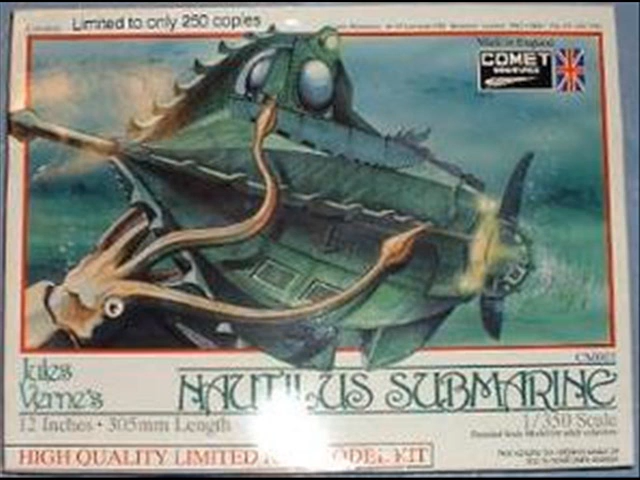 Limited to only 250 copies
Made in England
COMET
MINIATURES
CM002
Jules
Verne's
NAUTILUS SUBMARINE
12 Inches · 305mm Length
1/350 Scale
HIGH QUALITY LIMITED MODEL KIT